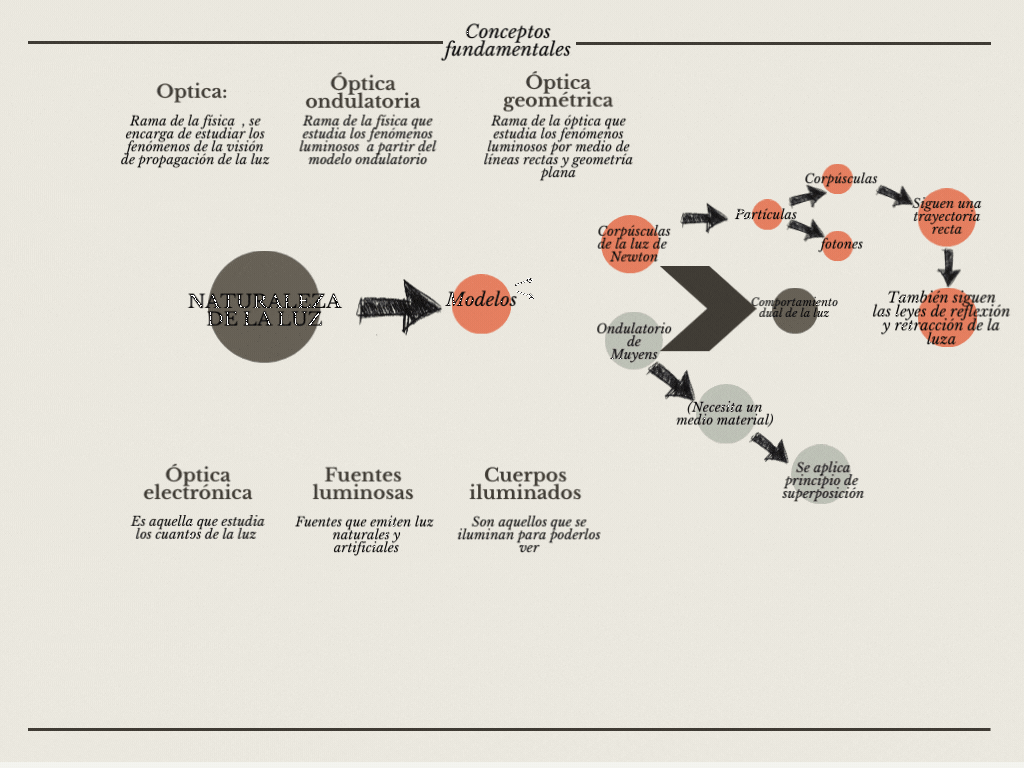 Conceptos
fundamentales
Optica:
Rama de la física , se
encarga de estudiar los
fenómenos de la visión
de propagación de la luz
Óptica
ondulatoria
Rama de la física que
estudia los fenómenos
luminosos a partir del
modelo ondulatorio
Óptica
geométrica
Rama de la óptica que
estudia los fenómenos
luminosos por medio de
líneas rectas y geometría
plana
NATURALEZA
DE LA LUZ
Modelos
Corpúsculas
de la luz de
Newton
Partículas
Corpúsculas
fotones
Siguen una
trayectoria
recta
También siguen
las leyes de reflexión
y retracción de la
luza
Comportamiento
dual de la luz
Ondulatorio
de
Muyens
(Necesita un
medio material)
Se aplica
principio de
superposición
Óptica
electrónica
Es aquella que estudia
los cuantos de la luz
Fuentes
luminosas
Fuentes que emiten luz
naturales y
artificiales
Cuerpos
iluminados
Son aquellos que se
iluminan para poderlos
ver